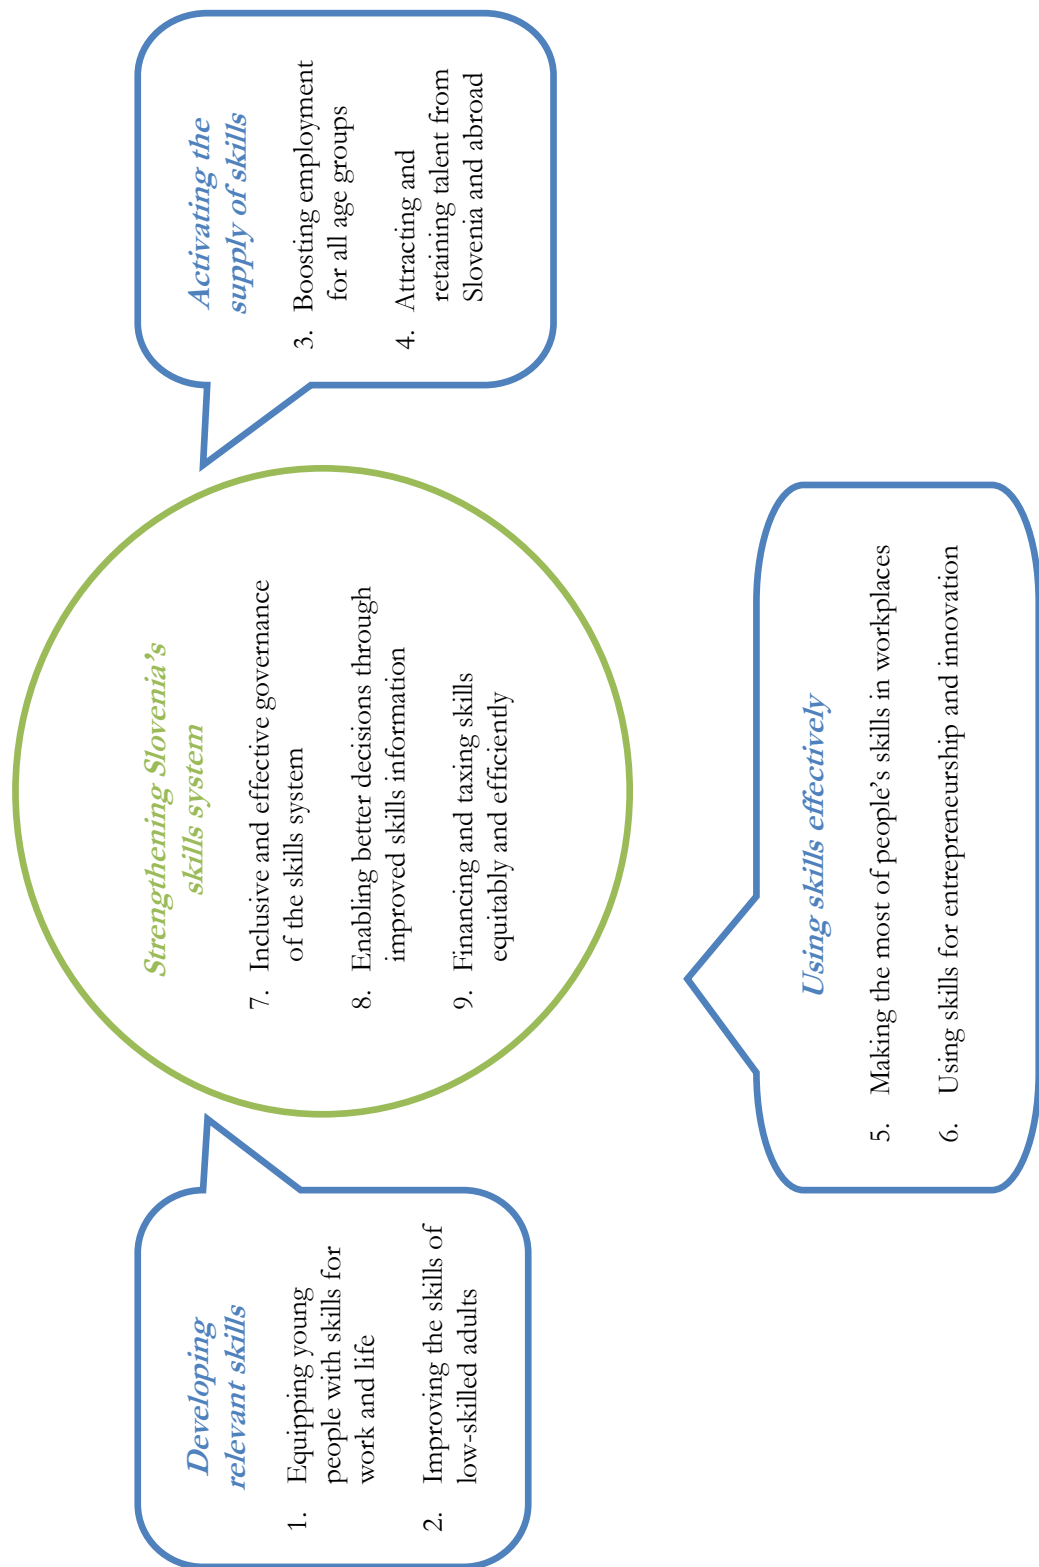 Developing
relevant skills
1. Equipping young
people with skills for
work and life
2. Improving the skills of
low-skilled adults
Strengthening Slovenia’s
skills system
7. Inclusive and effective governance
of the skills system
8. Enabling better decisions through
improved skills information
9. Financing and taxing skills
equitably and efficiently
Activating the
supply of skills
3. Boosting employment
for all age groups
4. Attracting and
retaining talent from
Slovenia and abroad
Using skills effectively
5. Making the most of people’s skills in workplaces
6. Using skills for entrepreneurship and innovation